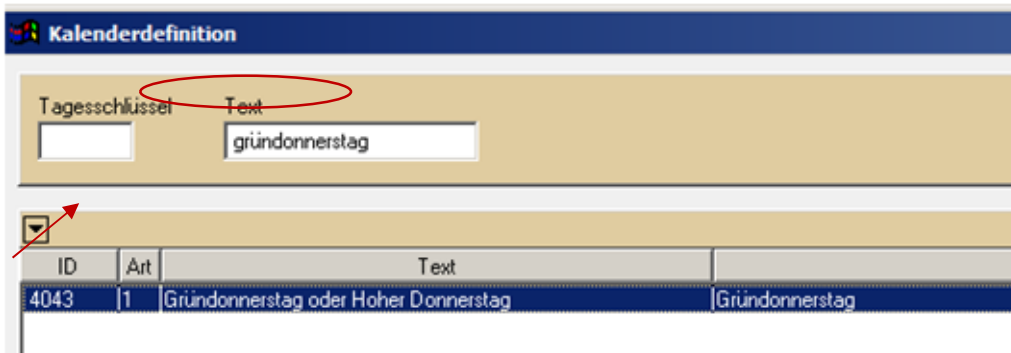 Kalenderdefinition
Tagesschlüssel Text
gründonnerstag
ID Art Text
4043 1 Gründonnerstag oder Hoher Donnerstag Gründonnerstag